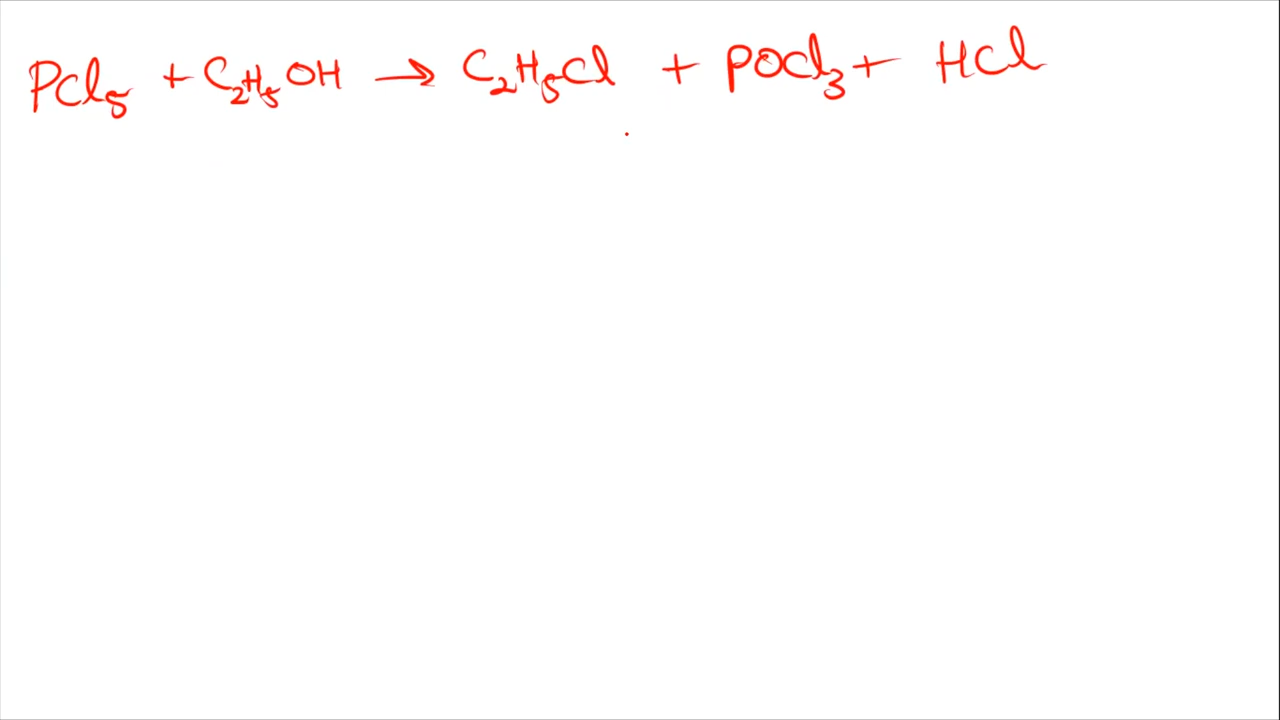 PCl₅ + C₂H₅OH → C₂H₅Cl + POCl₃ + HCl